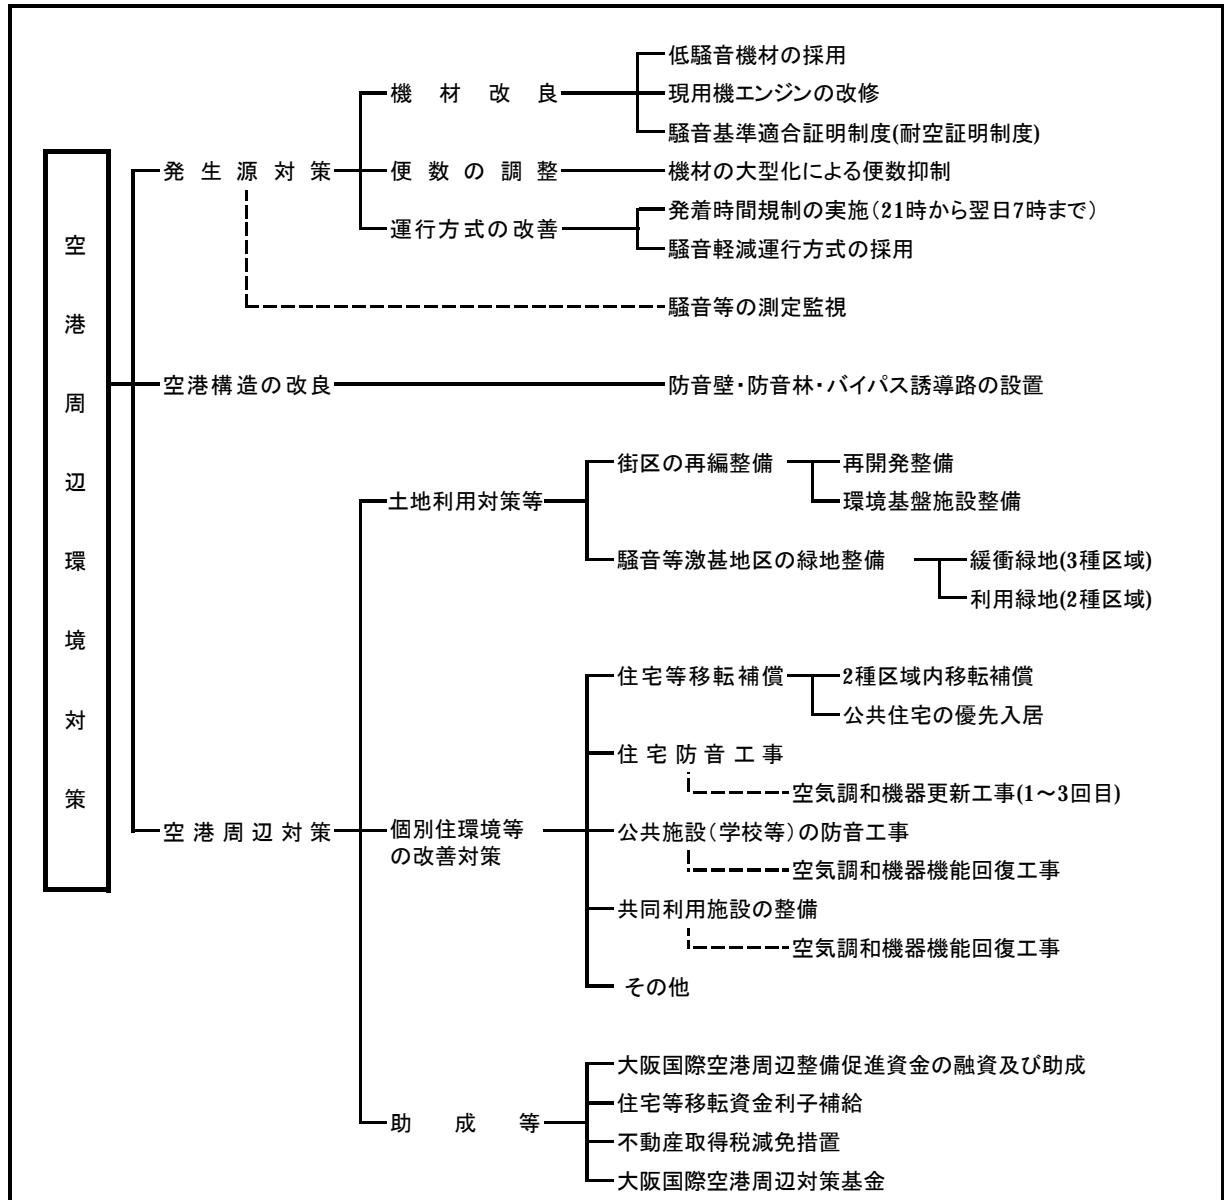 空港周辺環境対策
発生源対策
機材改良
低騒音機材の採用
現用機エンジンの改修
騒音基準適合証明制度(耐空証明制度)
便数の調整
機材の大型化による便数抑制
運行方式の改善
発着時間規制の実施（21時から翌日7時まで）
騒音軽減運行方式の採用
騒音等の測定監視
空港構造の改良
防音壁・防音林・バイパス誘導路の設置
空港周辺対策
土地利用対策等
街区の再編整備
再開発整備
環境基盤施設整備
騒音等激甚地区の緑地整備
緩衝緑地(3種区域)
利用緑地(2種区域)
個別住環境等
の改善対策
住宅等移転補償
2種区域内移転補償
公共住宅の優先入居
住宅防音工事
空気調和機器更新工事(1～3回目)
公共施設（学校等）の防音工事
空気調和機器機能回復工事
共同利用施設の整備
空気調和機器機能回復工事
その他
助成等
大阪国際空港周辺整備促進資金の融資及び助成
住宅等移転資金利子補給
不動産取得税減免措置
大阪国際空港周辺対策基金